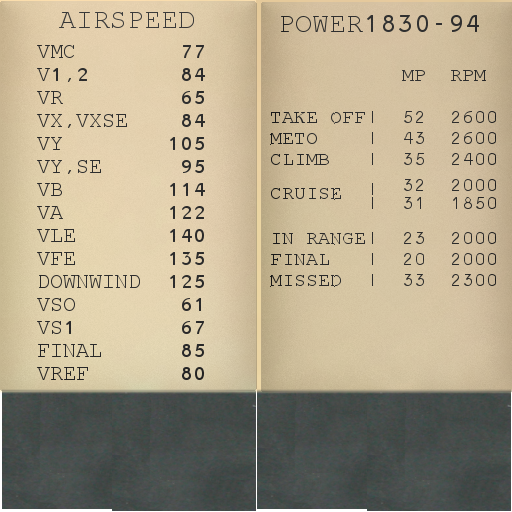 AIRSPEED
VMC 77
V1,2 84
VR 65
VX,VXSE 84
VY 105
VY,SE 95
VB 114
VA 122
VLE 140
VFE 135
DOWNWIND 125
VSO 61
VS1 67
FINAL 85
VREF 80
POWER1830-94
MP RPM
TAKE OFF| 52 2600
METO | 43 2600
CLIMB | 35 2400
CRUISE | 32 2000
| 31 1850
IN RANGE| 23 2000
FINAL | 20 2000
MISSED | 33 2300